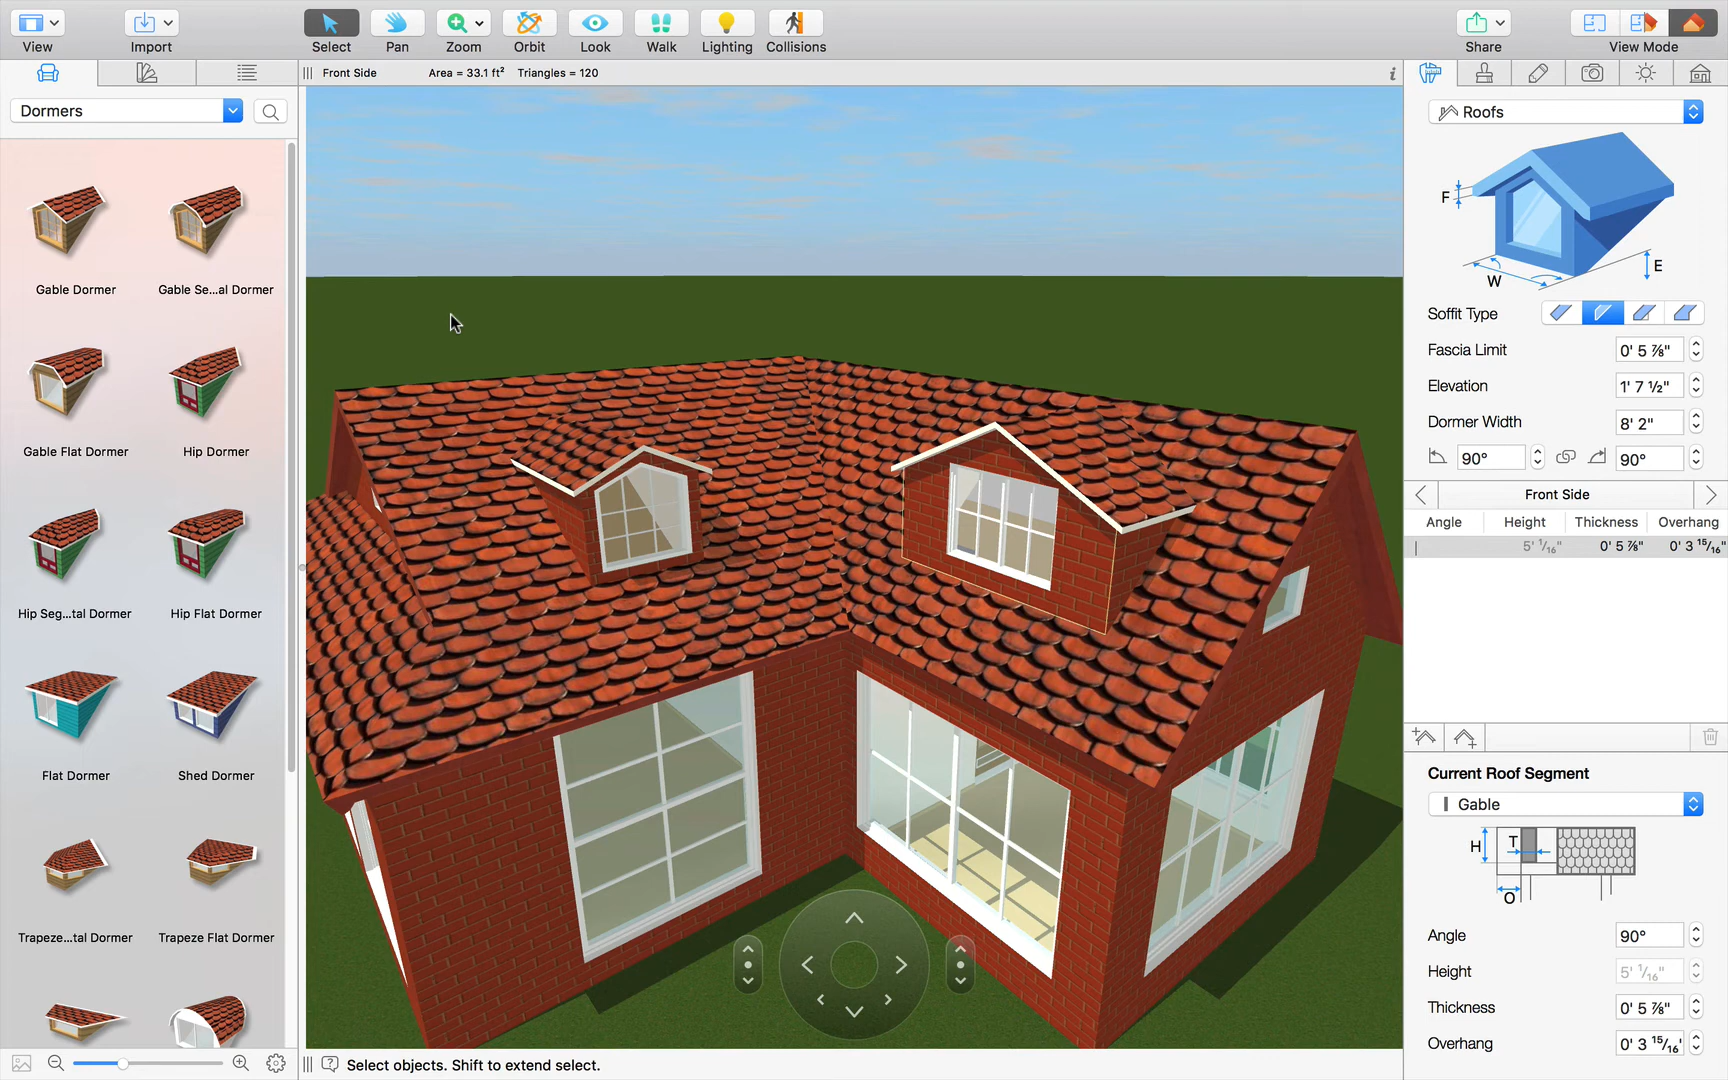 View
Import
Select
Pan
Zoom
Orbit
Look
Walk
Lighting
Collisions
Share
View Mode
Front Side
Area = 33.1 ft²
Triangles = 120
i
Dormers
Gable Dormer
Gable Se...al Dormer
Gable Flat Dormer
Hip Dormer
Hip Seg...tal Dormer
Hip Flat Dormer
Flat Dormer
Shed Dormer
Trapeze...tal Dormer
Trapeze Flat Dormer
Select objects. Shift to extend select.
Roofs
F
W
E
Soffit Type
Fascia Limit 0' 5 ⅞"
Elevation 1' 7 ½"
Dormer Width 8' 2"
90° 90°
Front Side
Angle Height Thickness Overhang
5' ¹/₁₆" 0' 5 ⅞" 0' 3 ¹⁵/₁₆"
Current Roof Segment
Gable
H
T
O
Angle 90°
Height 5' ¹/₁₆"
Thickness 0' 5 ⅞"
Overhang 0' 3 ¹⁵/₁₆'